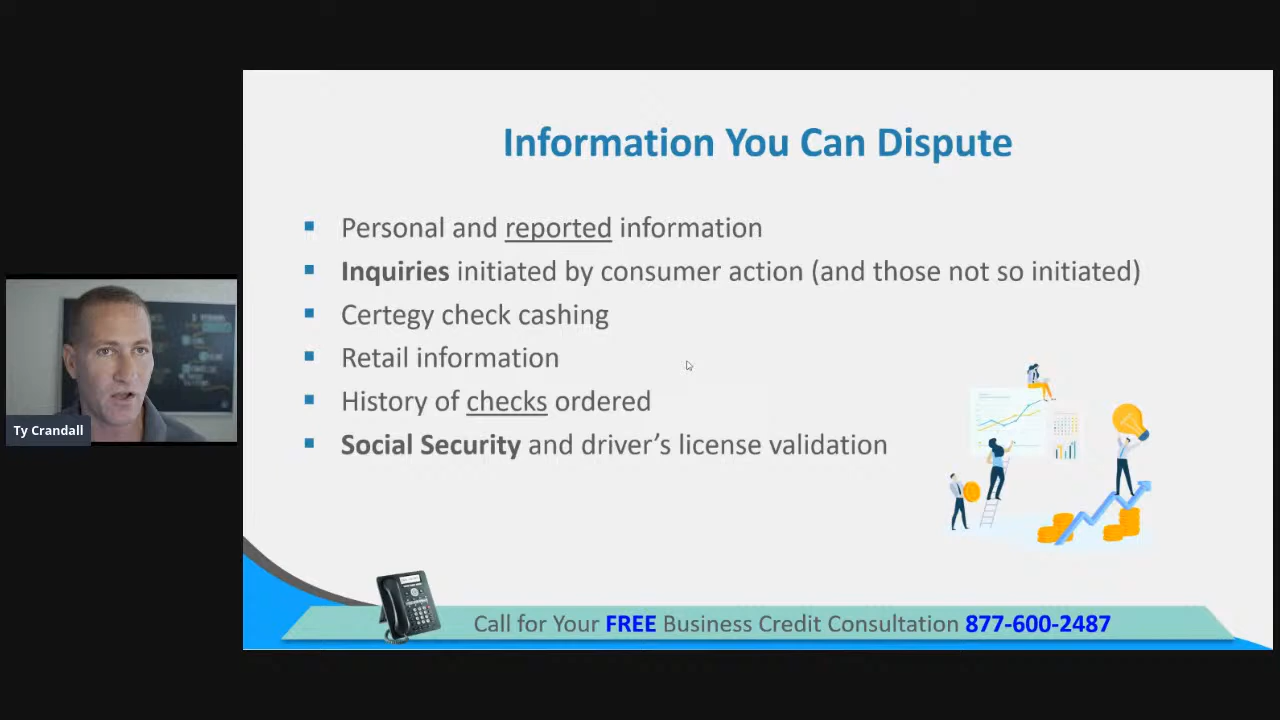 Information You Can Dispute
Personal and reported information
Inquiries initiated by consumer action (and those not so initiated)
Certegy check cashing
Retail information
History of checks ordered
Social Security and driver’s license validation
Ty Crandall
Call for Your FREE Business Credit Consultation 877-600-2487